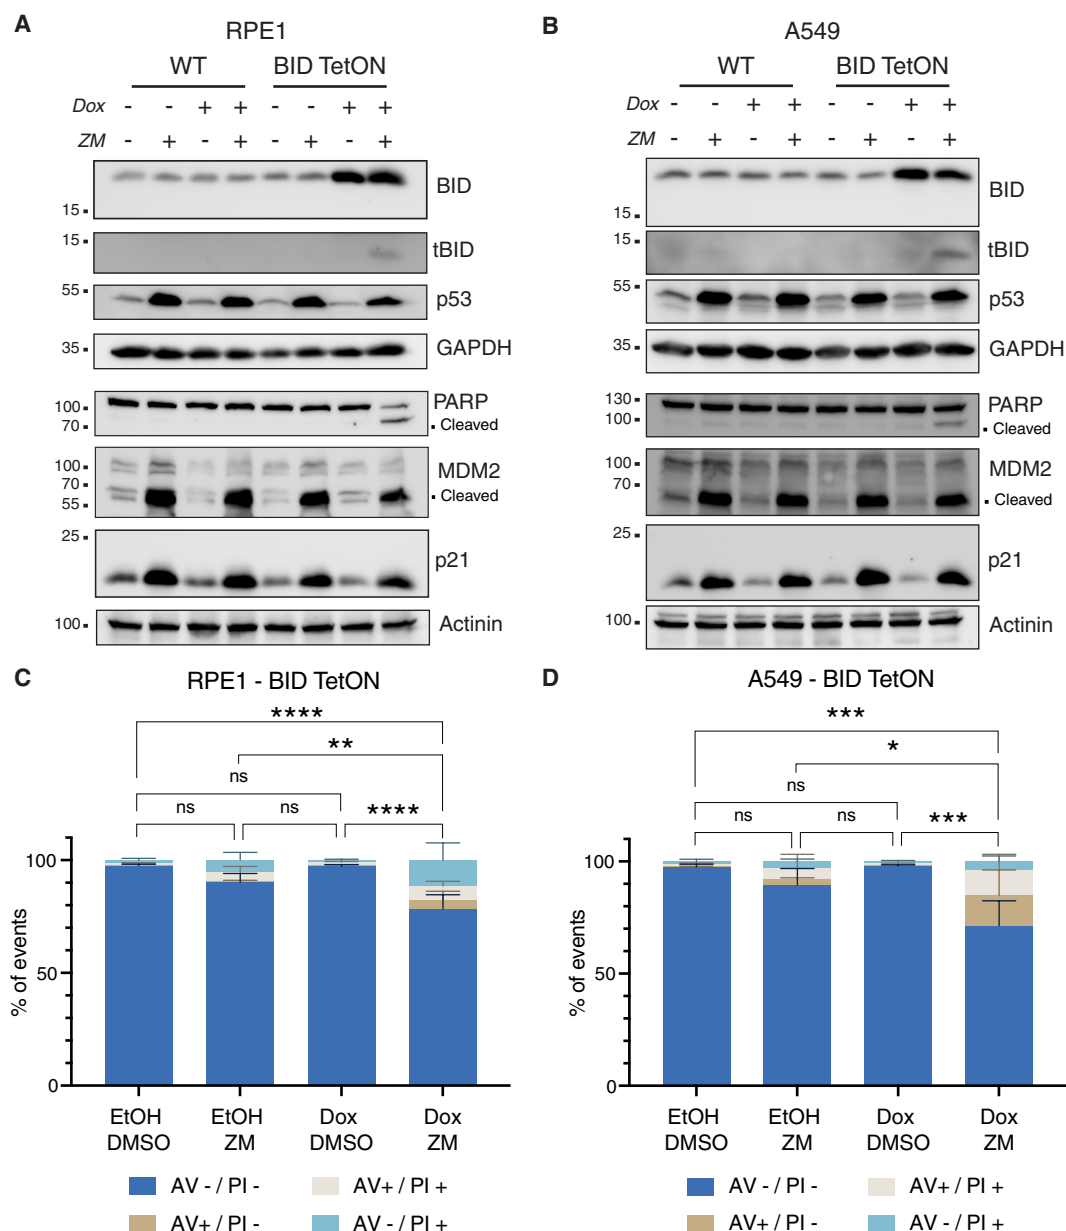 A
RPE1
WT BID TetON
Dox - - + + - - + +
ZM - + - + - + - +
BID
15
15
tBID
55
p53
35
GAPDH
PARP
100
70
Cleaved
100
MDM2
70
55
Cleaved
25
p21
100
Actinin
B
A549
WT BID TetON
Dox - - + + - - + +
ZM - + - + - + - +
BID
15
15
tBID
55
p53
35
GAPDH
130
PARP
100
Cleaved
100
MDM2
70
55
Cleaved
25
p21
100
Actinin
C
RPE1 - BID TetON
****
**
ns
ns ns ****
100
50
0
% of events
EtOH DMSO
EtOH ZM
Dox DMSO
Dox ZM
AV - / PI - AV+ / PI +
AV+ / PI - AV - / PI +
D
A549 - BID TetON
***
*
ns
ns ns ***
100
50
0
% of events
EtOH DMSO
EtOH ZM
Dox DMSO
Dox ZM
AV - / PI - AV+ / PI +
AV+ / PI - AV - / PI +